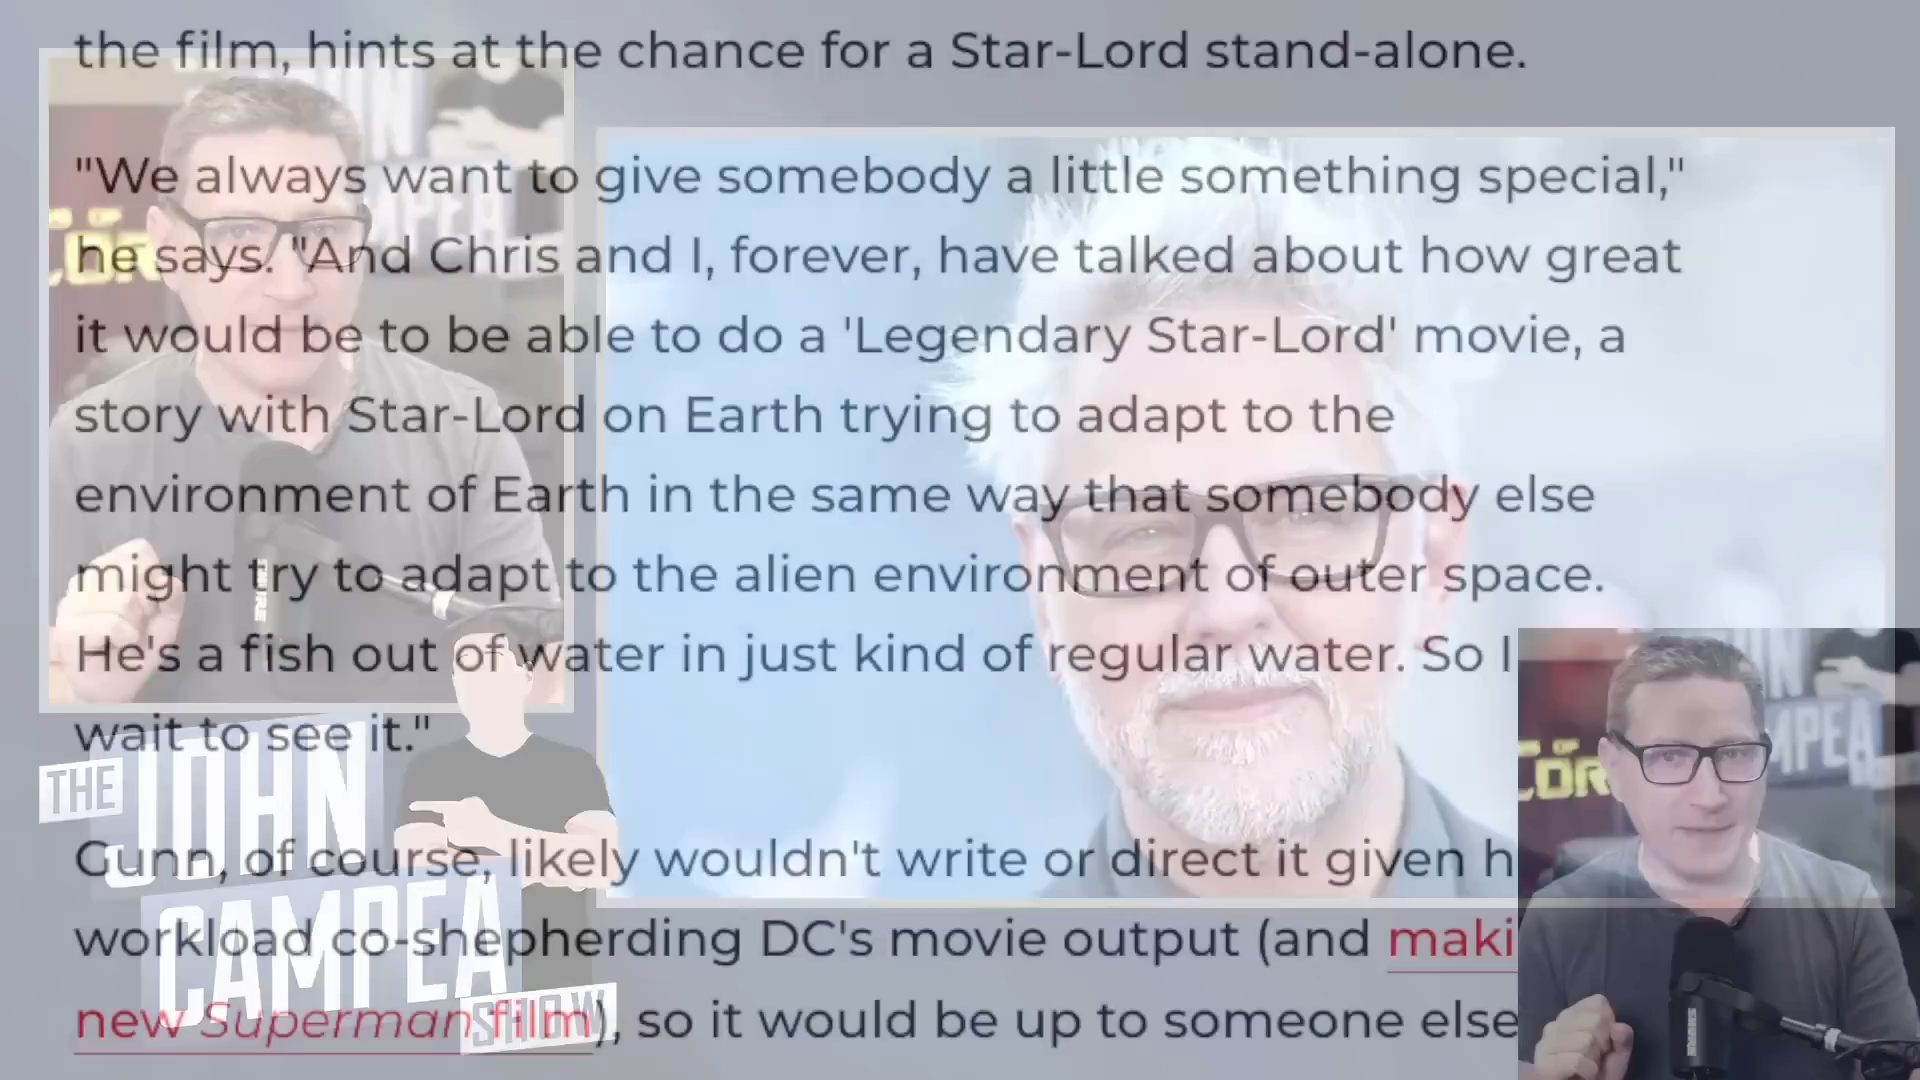 the film, hints at the chance for a Star-Lord stand-alone.
"We always want to give somebody a little something special,"
he says. "And Chris and I, forever, have talked about how great
it would be to be able to do a 'Legendary Star-Lord' movie, a
story with Star-Lord on Earth trying to adapt to the
environment of Earth in the same way that somebody else
might try to adapt to the alien environment of outer space.
He's a fish out of water in just kind of regular water. So I
wait to see it."
Gunn, of course, likely wouldn't write or direct it given h
workload co-shepherding DC's movie output (and maki
new Superman film), so it would be up to someone else
THE
JOHN
CAMPEA
SHOW
SHURE